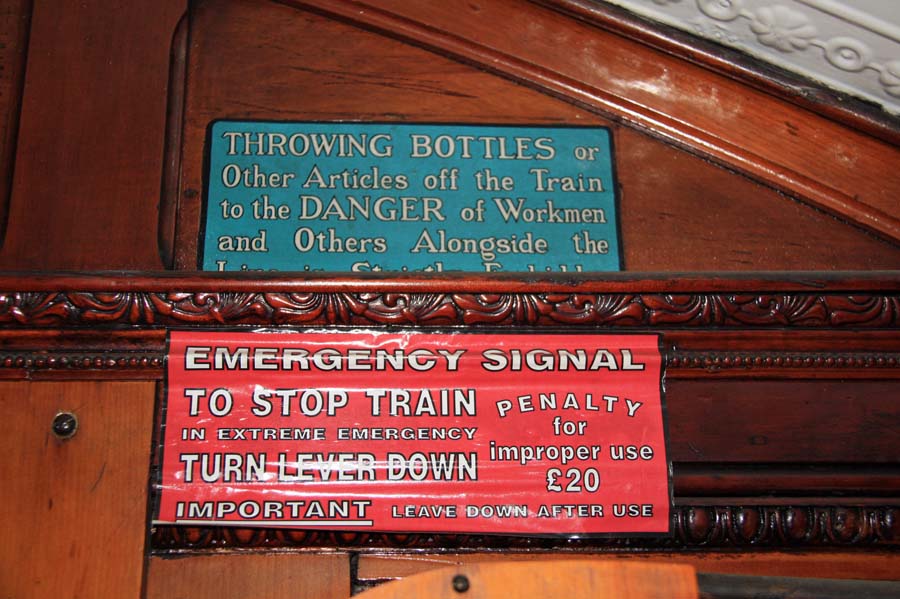 THROWING BOTTLES or
Other Articles off the Train
to the DANGER of Workmen
and Others Alongside the
EMERGENCY SIGNAL
TO STOP TRAIN
IN EXTREME EMERGENCY
TURN LEVER DOWN
PENALTY
for
improper use
£20
IMPORTANT LEAVE DOWN AFTER USE